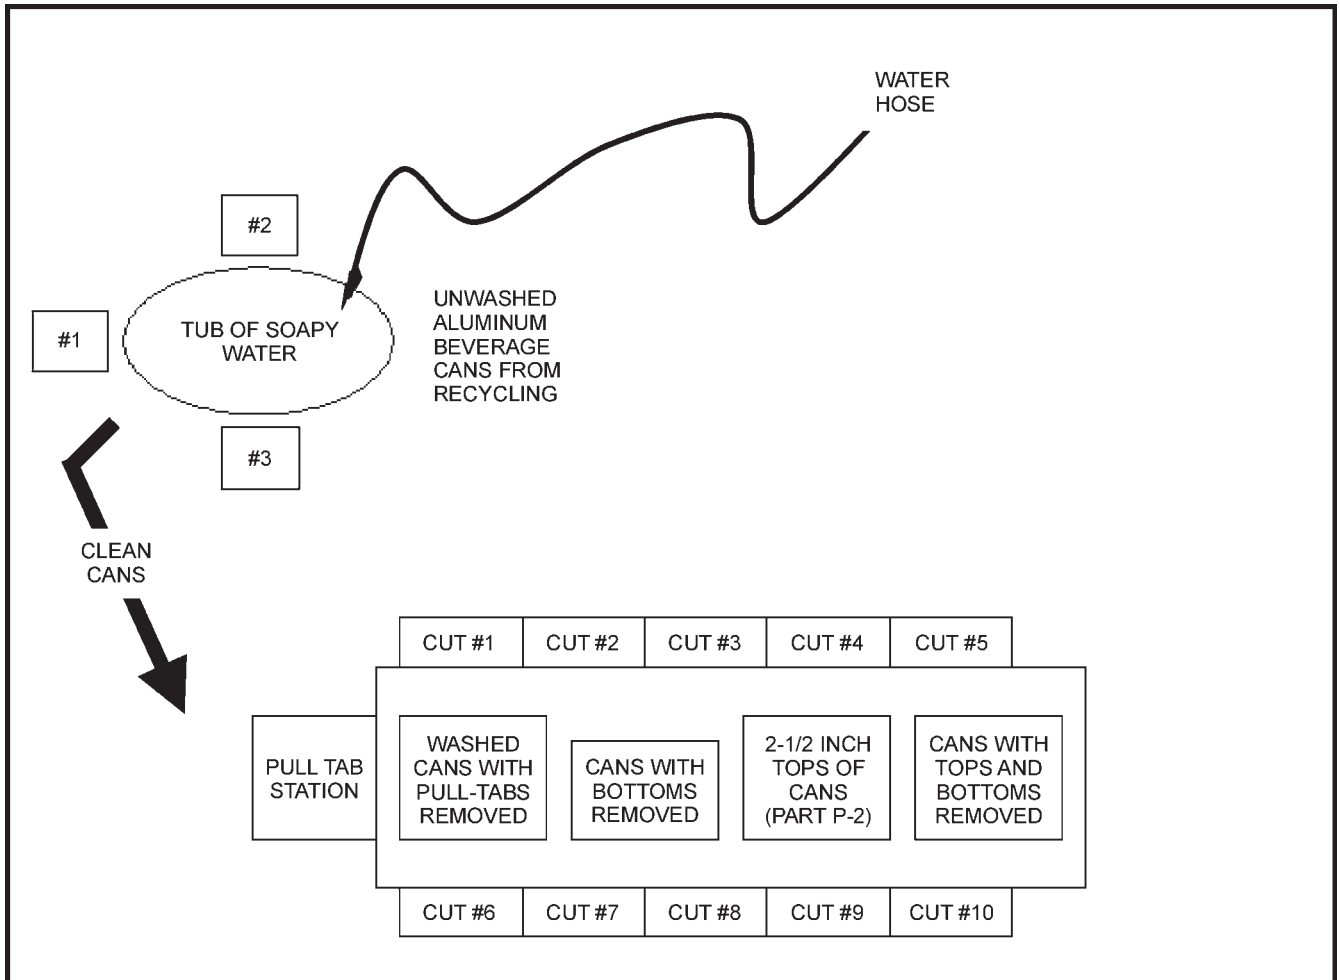 WATER
HOSE
#2
#1
TUB OF SOAPY
WATER
UNWASHED
ALUMINUM
BEVERAGE
CANS FROM
RECYCLING
#3
CLEAN
CANS
CUT #1
CUT #2
CUT #3
CUT #4
CUT #5
PULL TAB
STATION
WASHED
CANS WITH
PULL-TABS
REMOVED
CANS WITH
BOTTOMS
REMOVED
2-1/2 INCH
TOPS OF
CANS
(PART P-2)
CANS WITH
TOPS AND
BOTTOMS
REMOVED
CUT #6
CUT #7
CUT #8
CUT #9
CUT #10